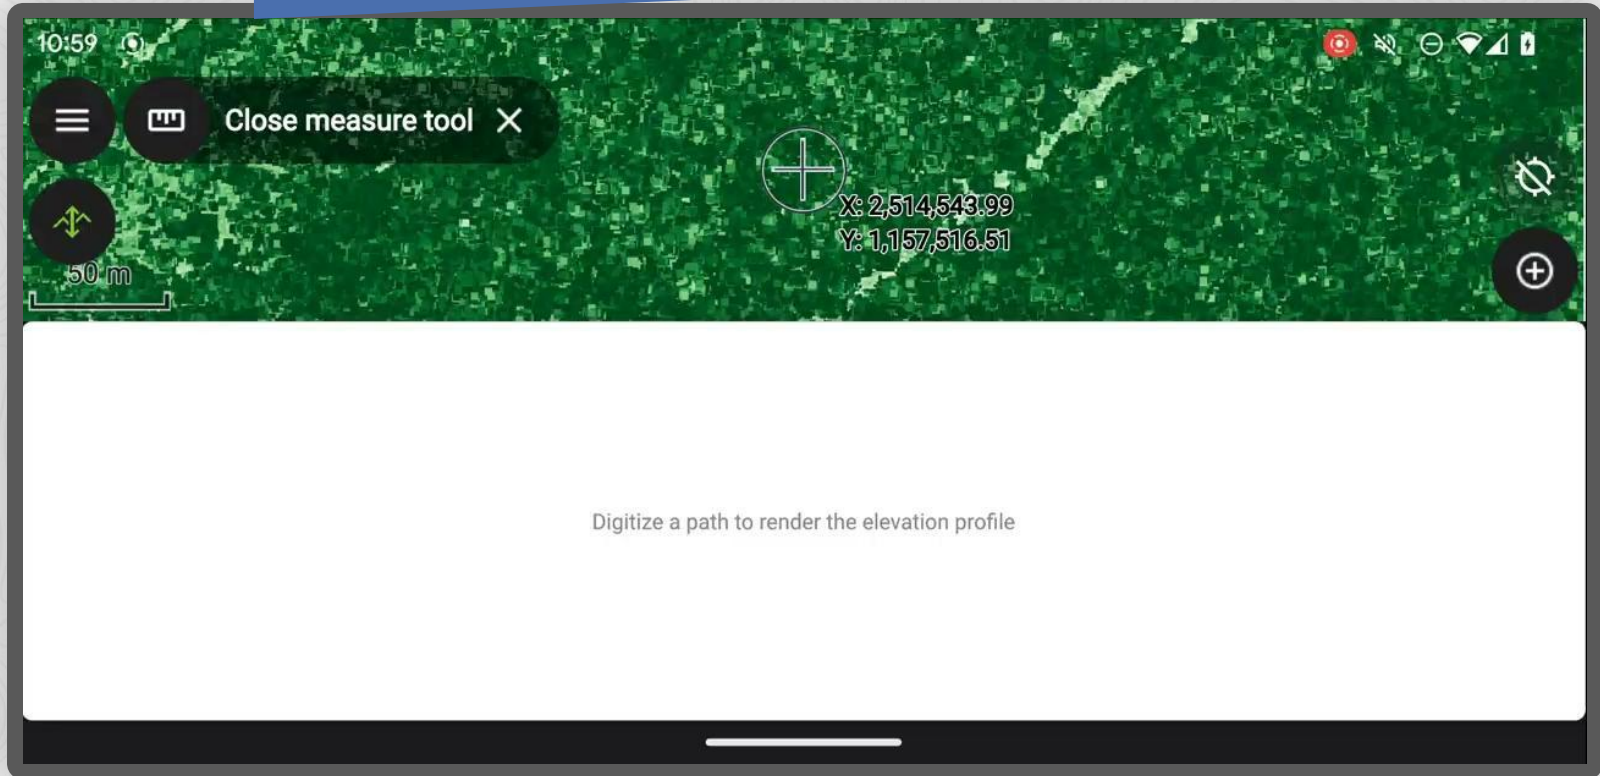 10:59
Close measure tool
X: 2,514,543.99
Y: 1,157,516.51
50 m
Digitize a path to render the elevation profile